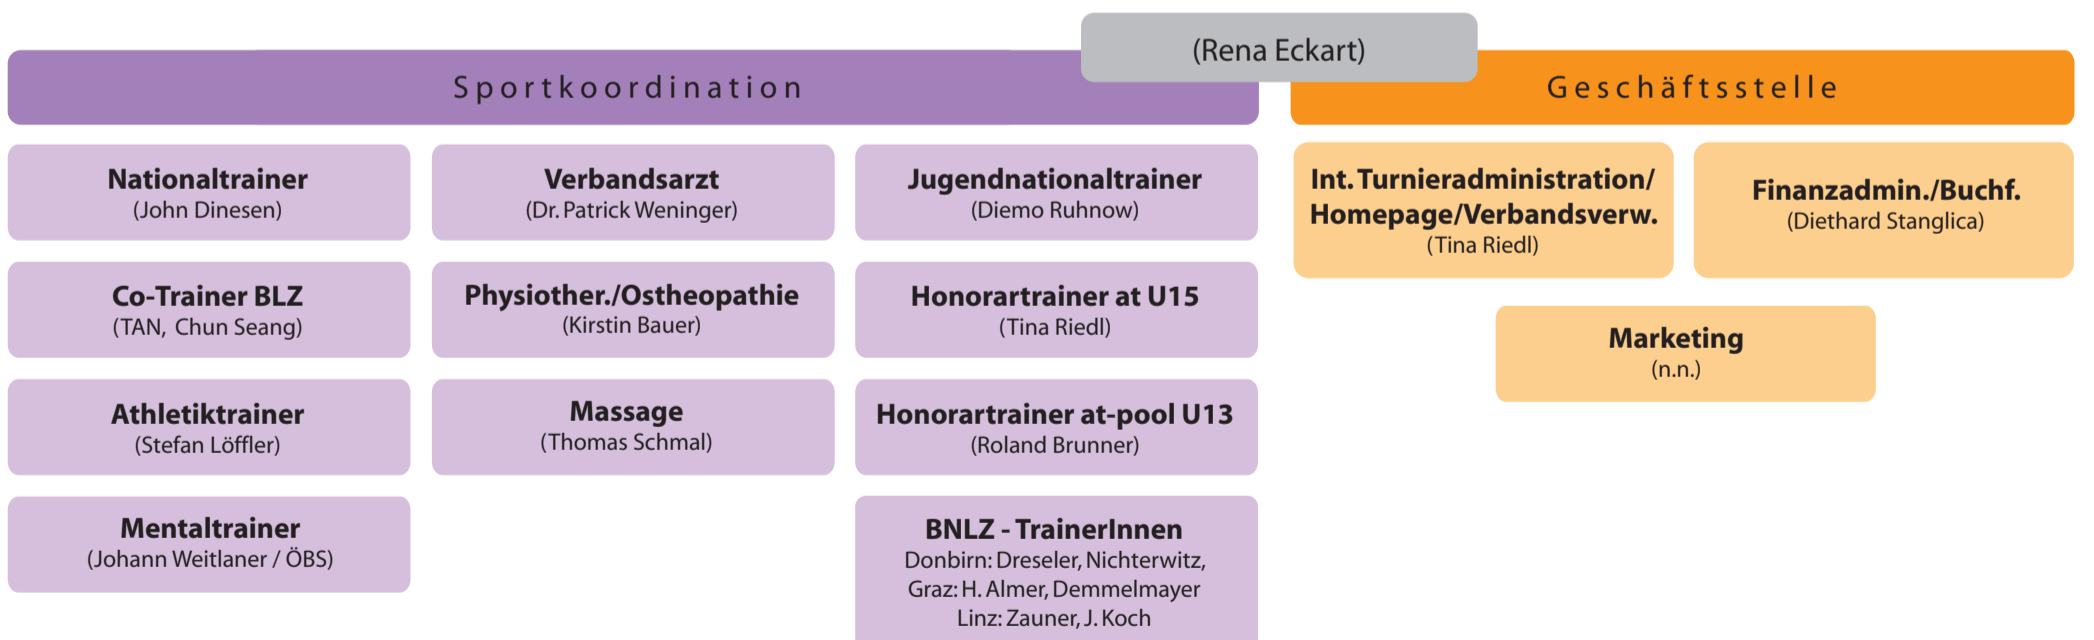 (Rena Eckart)
Sportkoordination
Geschäftsstelle
Nationaltrainer
(John Dinesen)
Verbandsarzt
(Dr. Patrick Weninger)
Jugendnationaltrainer
(Diemo Ruhnow)
Int. Turnieradministration/
Homepage/Verbandsverw.
(Tina Riedl)
Finanzadmin./Buchf.
(Diethard Stanglica)
Co-Trainer BLZ
(TAN, Chun Seang)
Physiother./Ostheopathie
(Kirstin Bauer)
Honorartrainer at U15
(Tina Riedl)
Marketing
(n.n.)
Athletiktrainer
(Stefan Löffler)
Massage
(Thomas Schmal)
Honorartrainer at-pool U13
(Roland Brunner)
Mentaltrainer
(Johann Weitlaner / ÖBS)
BNLZ - TrainerInnen
Donbirn: Dreseler, Nichterwitz,
Graz: H. Almer, Demmelmayer
Linz: Zauner, J. Koch